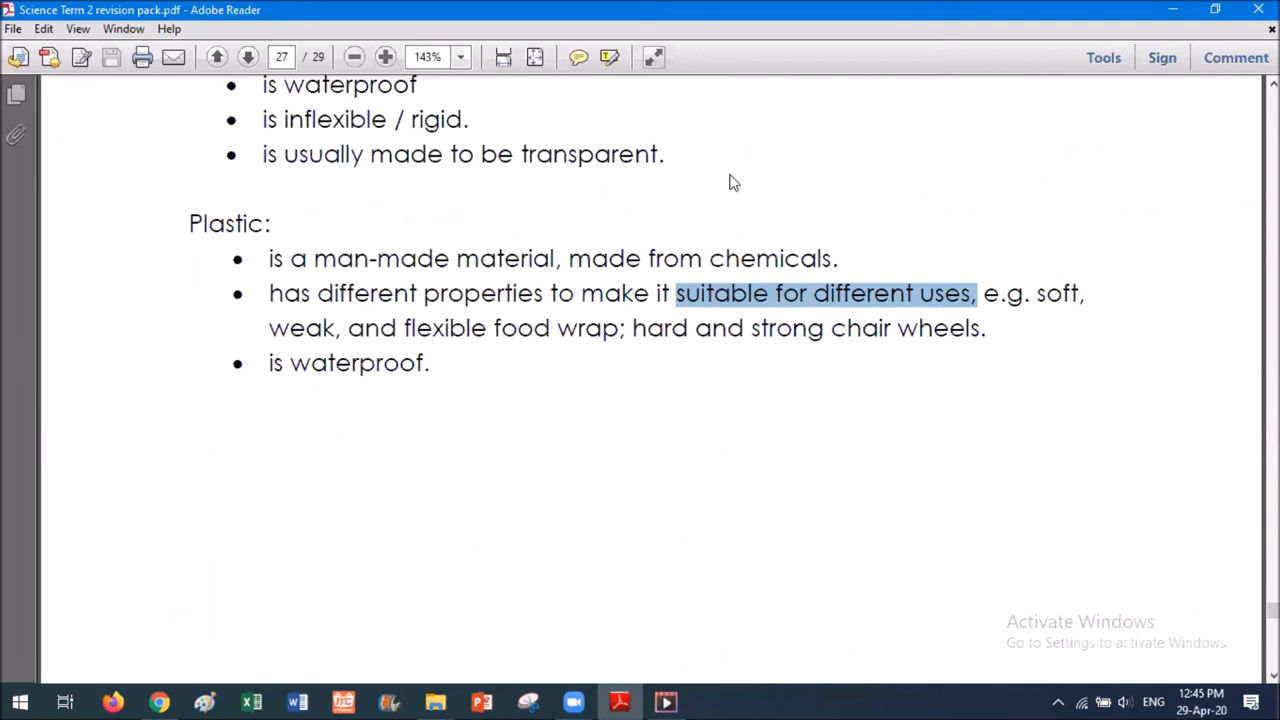 Science Term 2 revision pack.pdf - Adobe Reader
File Edit View Window Help
27 / 29 143% Tools Sign Comment
• is waterproof
• is inflexible / rigid.
• is usually made to be transparent.
Plastic:
• is a man-made material, made from chemicals.
• has different properties to make it suitable for different uses, e.g. soft,
weak, and flexible food wrap; hard and strong chair wheels.
• is waterproof.
Activate Windows
Go to Settings to activate Windows.
12:45 PM
ENG
29-Apr-20